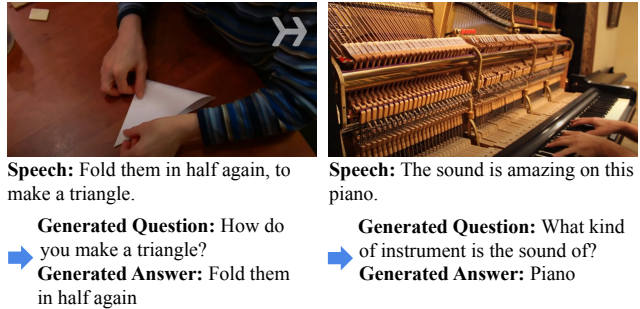 Speech: Fold them in half again, to
make a triangle.
Generated Question: How do
you make a triangle?
Generated Answer: Fold them
in half again
Speech: The sound is amazing on this
piano.
Generated Question: What kind
of instrument is the sound of?
Generated Answer: Piano